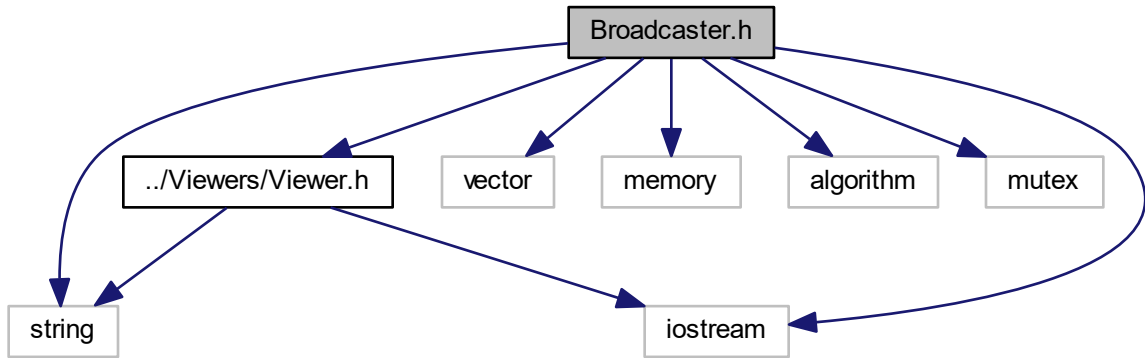 Broadcaster.h
../Viewers/Viewer.h
vector
memory
algorithm
mutex
string
iostream